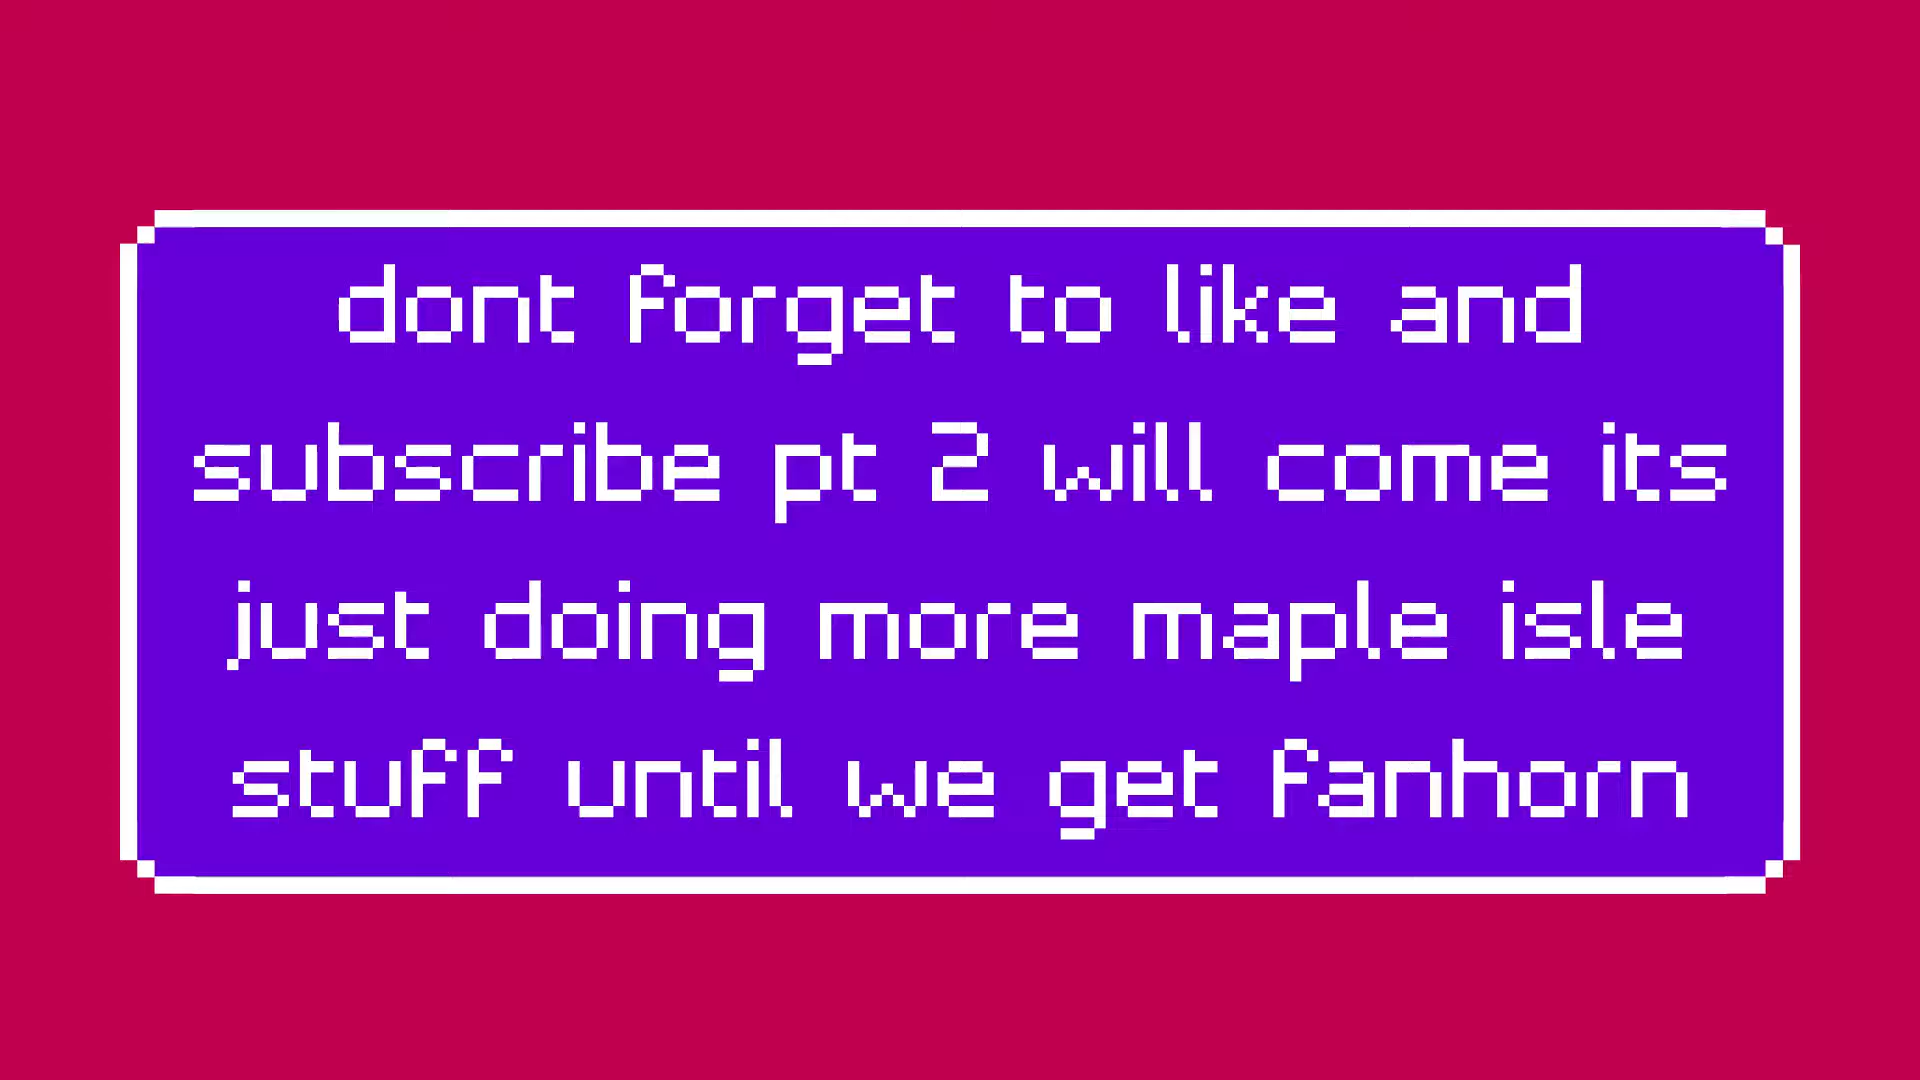 dont forget to like and
subscribe pt 2 will come its
just doing more maple isle
stuff until we get fanhorn